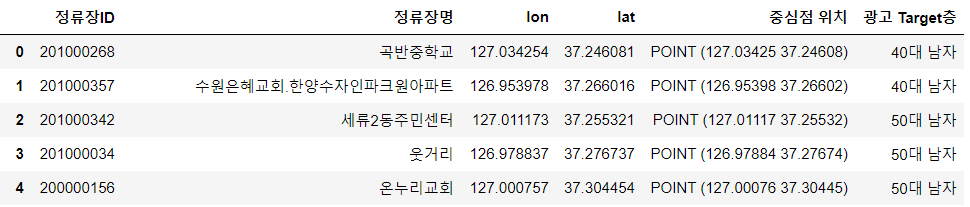 정류장ID 정류장명 lon lat 중심점 위치 광고 Target층
0 201000268 곡반중학교 127.034254 37.246081 POINT (127.03425 37.24608) 40대 남자
1 201000357 수원은혜교회.한양수자인파크원아파트 126.953978 37.266016 POINT (126.95398 37.26602) 40대 남자
2 201000342 세류2동주민센터 127.011173 37.255321 POINT (127.01117 37.25532) 50대 남자
3 201000034 웃거리 126.978837 37.276737 POINT (126.97884 37.27674) 50대 남자
4 200000156 온누리교회 127.000757 37.304454 POINT (127.00076 37.30445) 50대 남자